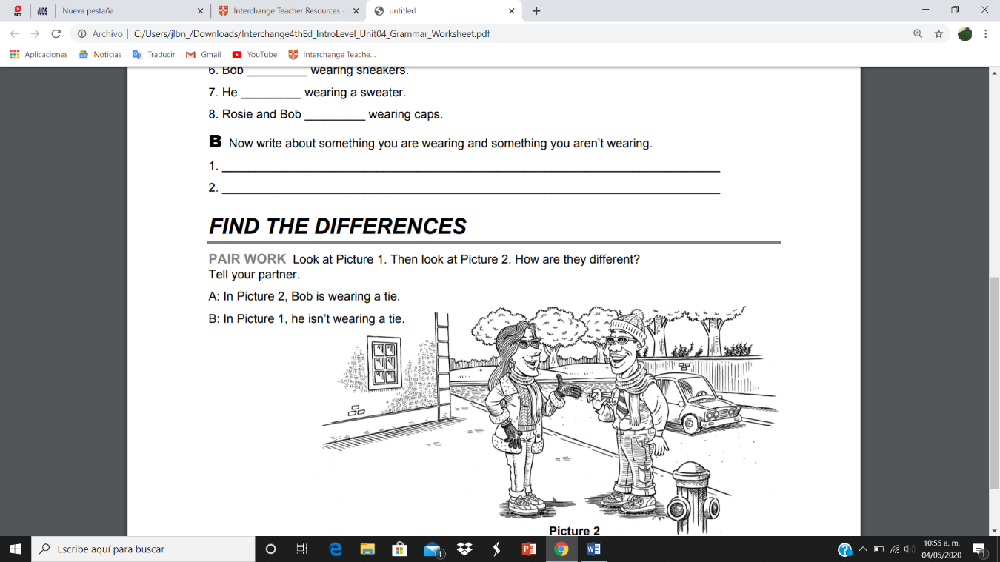 sm
AUDS
Nueva pestaña
Interchange Teacher Resources -
untitled
Archivo
C:/Users/jlbn_/Downloads/Interchange4thEd_IntroLevel_Unit04_Grammar_Worksheet.pdf
Aplicaciones
Noticias
Traducir
Gmail
YouTube
Interchange Teache...
6. Bob _________ wearing sneakers.
7. He _________ wearing a sweater.
8. Rosie and Bob _________ wearing caps.
B Now write about something you are wearing and something you aren't wearing.
1.
2.
FIND THE DIFFERENCES
PAIR WORK Look at Picture 1. Then look at Picture 2. How are they different?
Tell your partner.
A: In Picture 2, Bob is wearing a tie.
B: In Picture 1, he isn't wearing a tie.
Picture 2
Escribe aquí para buscar
1
10:55 a. m.
04/05/2020
1